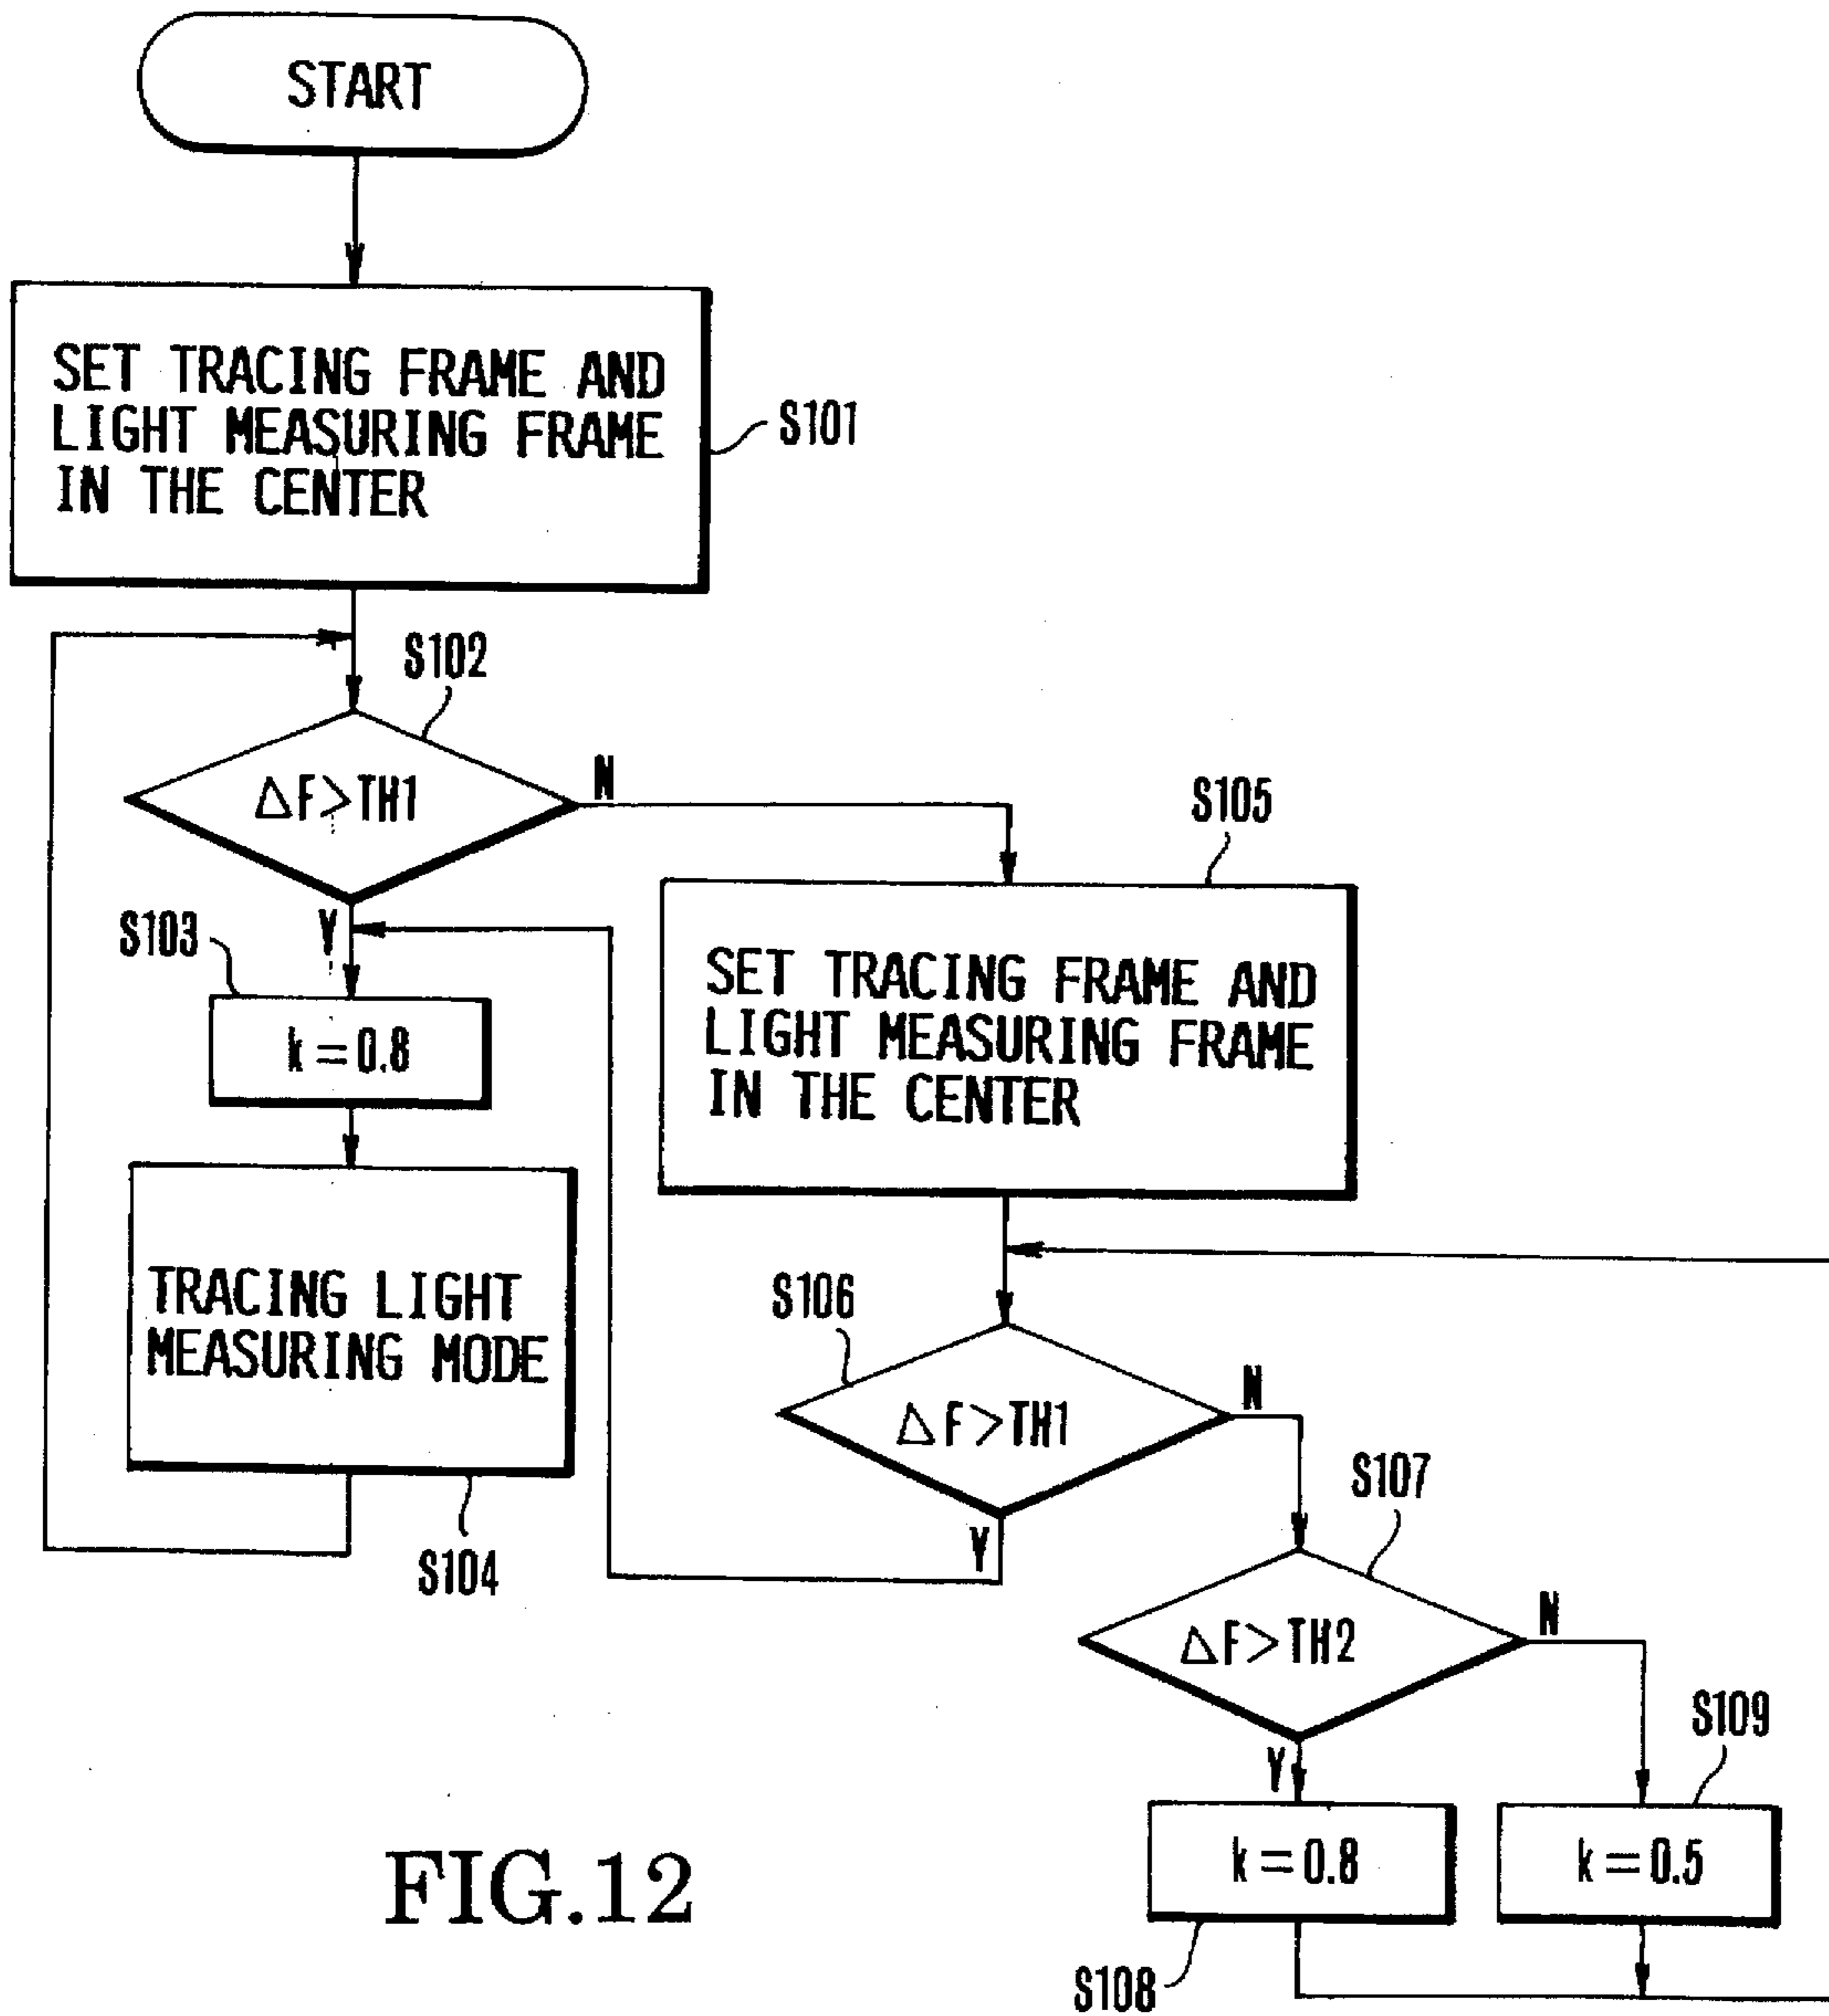 START
SET TRACING FRAME AND
LIGHT MEASURING FRAME
IN THE CENTER
S101
S102
ΔF>TH1
N
Y
S103
k=0.8
TRACING LIGHT
MEASURING MODE
S104
S105
SET TRACING FRAME AND
LIGHT MEASURING FRAME
IN THE CENTER
S106
ΔF>TH1
N
Y
S107
ΔF>TH2
N
Y
S109
k=0.8
k=0.5
S108
FIG.12